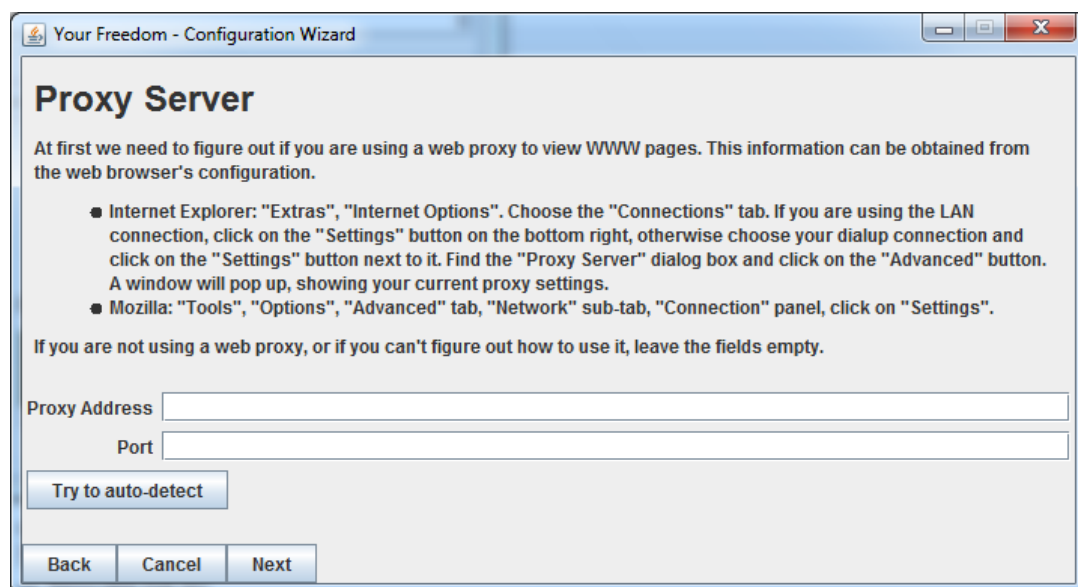 Your Freedom - Configuration Wizard
Proxy Server
At first we need to figure out if you are using a web proxy to view WWW pages. This information can be obtained from
the web browser's configuration.
Internet Explorer: "Extras", "Internet Options". Choose the "Connections" tab. If you are using the LAN
connection, click on the "Settings" button on the bottom right, otherwise choose your dialup connection and
click on the "Settings" button next to it. Find the "Proxy Server" dialog box and click on the "Advanced" button.
A window will pop up, showing your current proxy settings.
Mozilla: "Tools", "Options", "Advanced" tab, "Network" sub-tab, "Connection" panel, click on "Settings".
If you are not using a web proxy, or if you can't figure out how to use it, leave the fields empty.
Proxy Address
Port
Try to auto-detect
Back Cancel Next